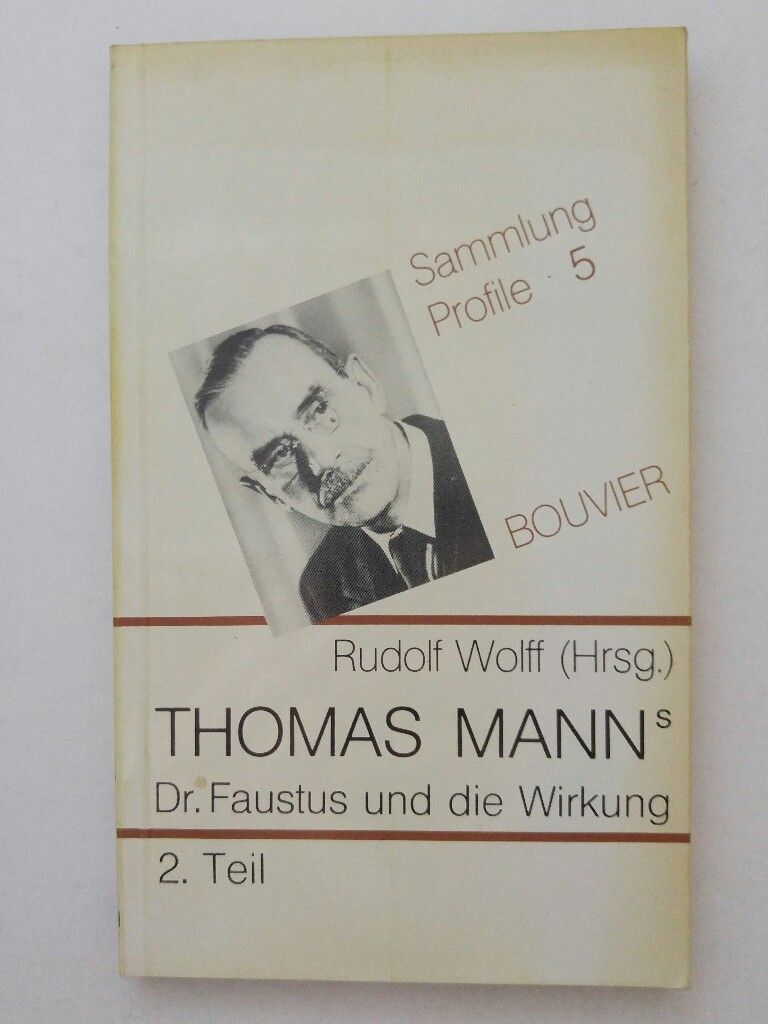 Sammlung
Profile · 5
BOUVIER
Rudolf Wolff (Hrsg.)
THOMAS MANNs
Dr. Faustus und die Wirkung
2. Teil